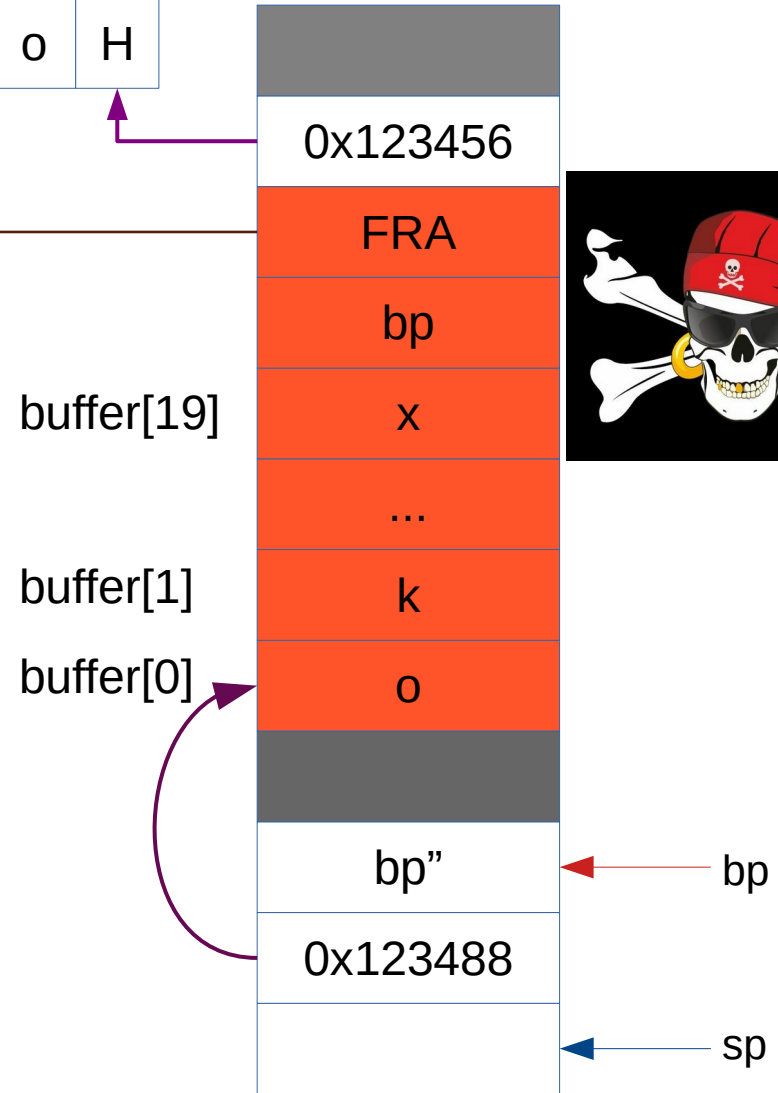 o H
0x123456
FRA
bp
buffer[19] x
...
buffer[1] k
buffer[0] o
bp” bp
0x123488
sp